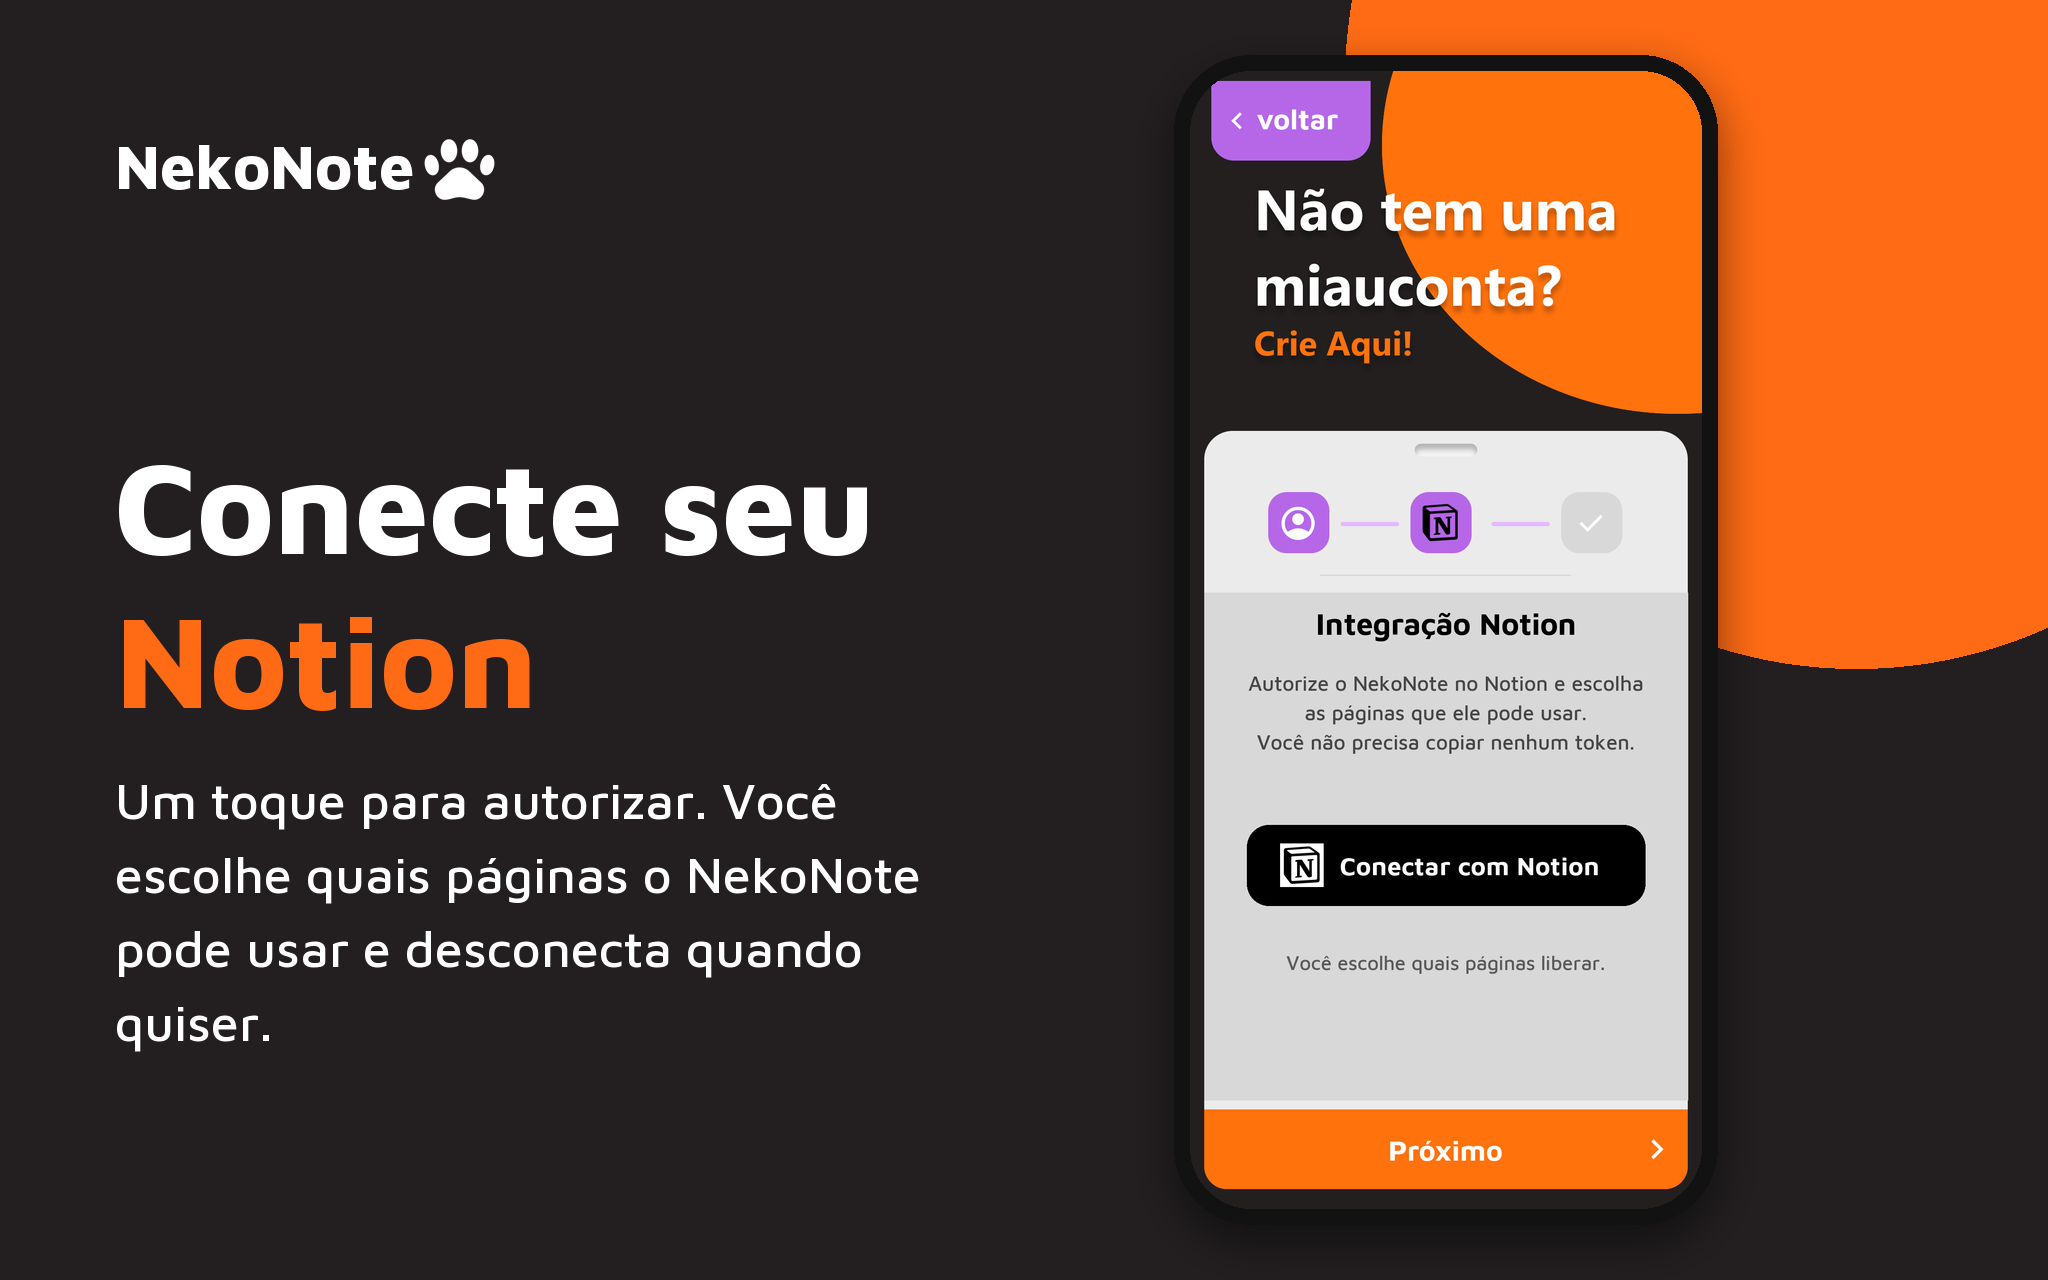 NekoNote
Conecte seu
Notion
Um toque para autorizar. Você
escolhe quais páginas o NekoNote
pode usar e desconecta quando
quiser.
voltar
Não tem uma
miauconta?
Crie Aqui!
N
Integração Notion
Autorize o NekoNote no Notion e escolha
as páginas que ele pode usar.
Você não precisa copiar nenhum token.
N Conectar com Notion
Você escolhe quais páginas liberar.
Próximo